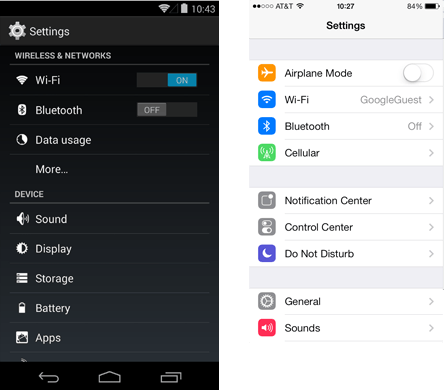 10:43
Settings
WIRELESS & NETWORKS
Wi-Fi ON
Bluetooth OFF
Data usage
More...
DEVICE
Sound
Display
Storage
Battery
Apps
AT&T 10:27 84%
Settings
Airplane Mode
Wi-Fi GoogleGuest
Bluetooth Off
Cellular
Notification Center
Control Center
Do Not Disturb
General
Sounds